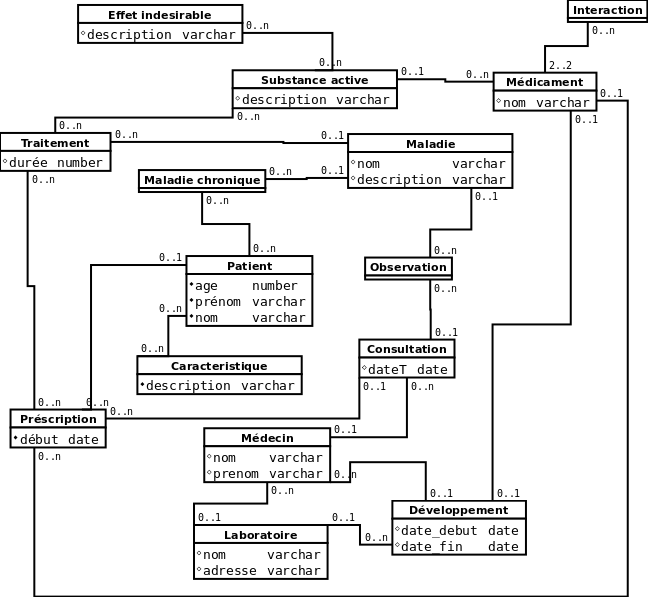 Effet indesirable
description varchar
0..n
Interaction
0..n
0..n
2..2
Substance active
description varchar
0..1
0..n
Médicament
nom varchar
0..1
0..n
0..1
Traitement
durée number
0..n
0..n
0..n
0..1
Maladie
nom varchar
description varchar
0..1
0..1
Maladie chronique
0..n
0..n
0..n
0..1
Patient
age number
prénom varchar
nom varchar
0..n
Observation
0..n
0..n
0..n
Caracteristique
description varchar
0..1
Consultation
dateT date
0..1
0..n
0..n
0..n
0..n
Préscription
début date
0..n
Médecin
nom varchar
prenom varchar
0..1
0..n
0..n
0..1
0..1
Développement
date_debut date
date_fin date
0..n
0..1
0..1
Laboratoire
nom varchar
adresse varchar